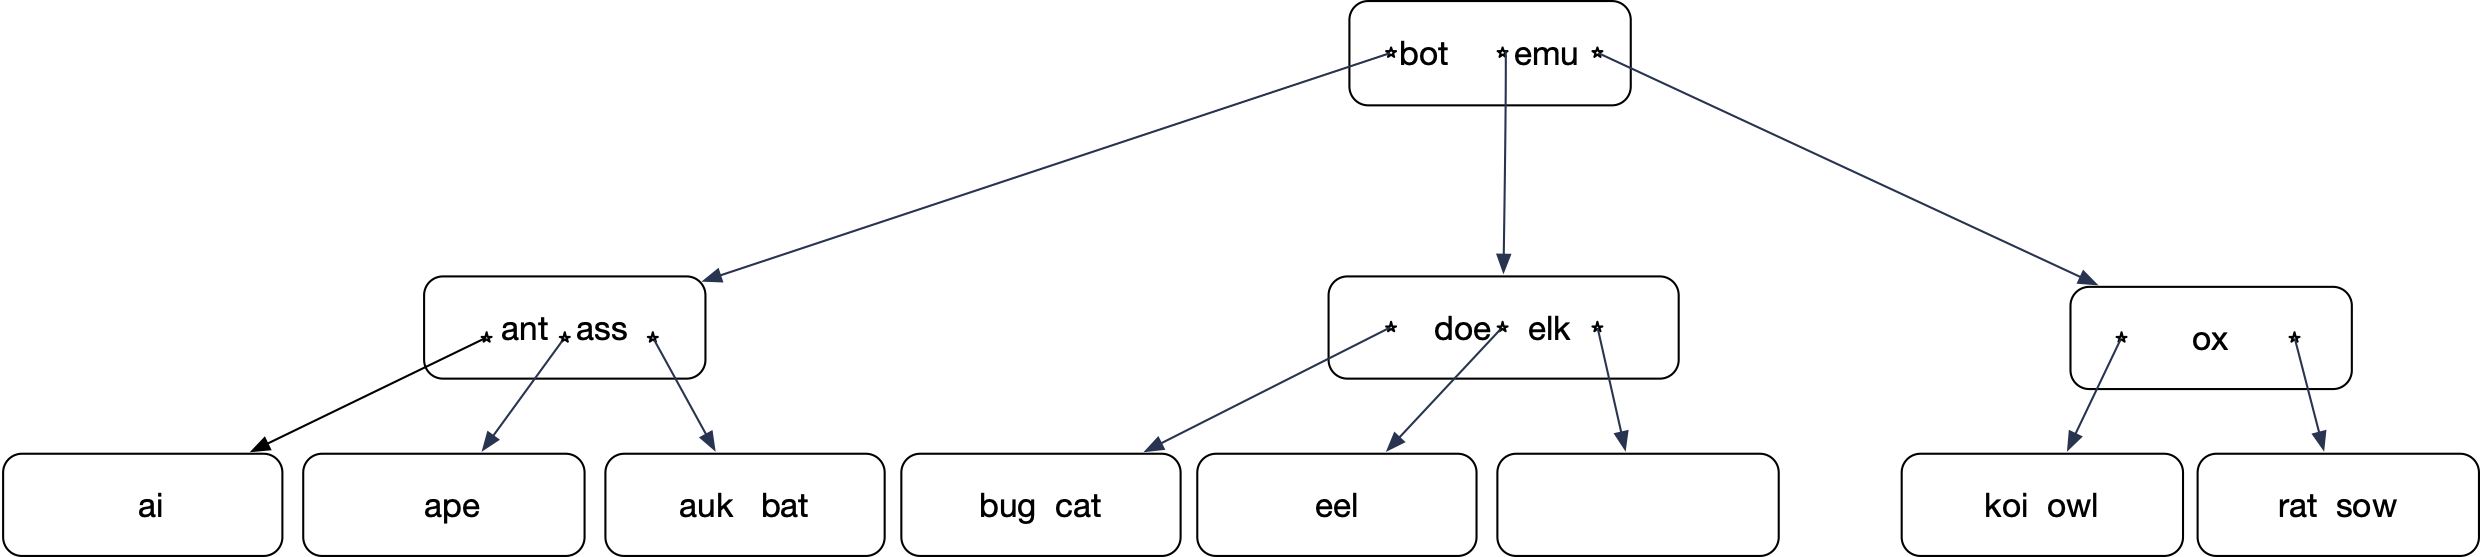 bot emu
ant ass
doe elk
ox
ai
ape
auk bat
bug cat
eel
koi owl
rat sow